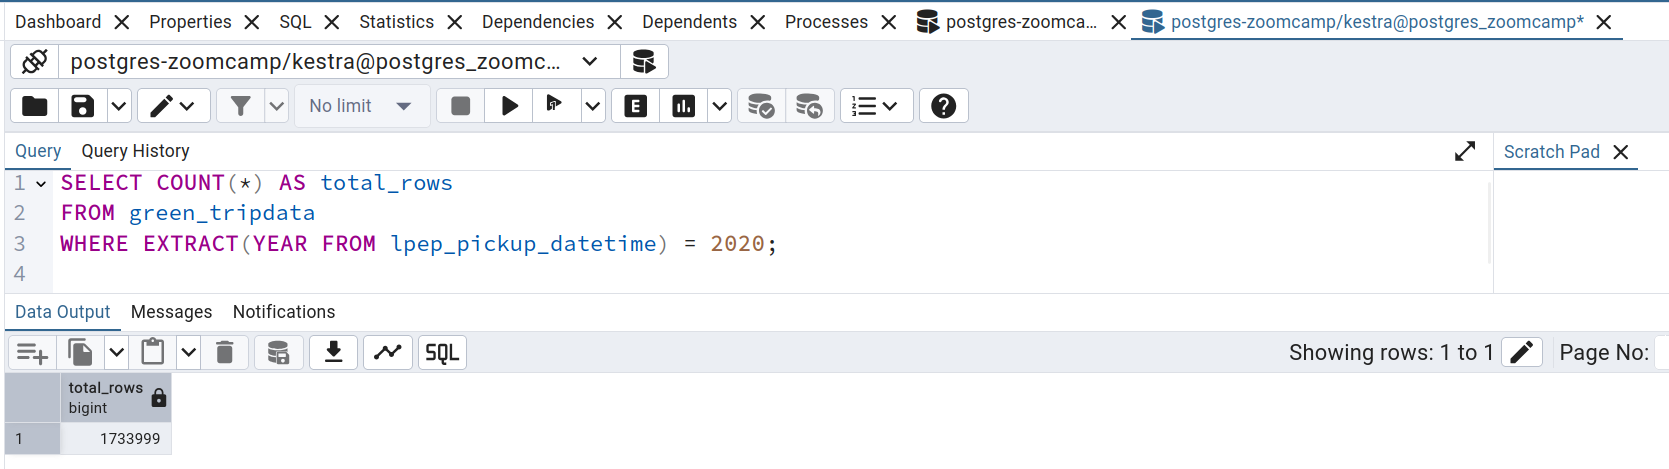 Dashboard Properties SQL Statistics Dependencies Dependents Processes postgres-zoomca... postgres-zoomcamp/kestra@postgres_zoomcamp*
postgres-zoomcamp/kestra@postgres_zoomc...
No limit E
Query Query History Scratch Pad
1 SELECT COUNT(*) AS total_rows
2 FROM green_tripdata
3 WHERE EXTRACT(YEAR FROM lpep_pickup_datetime) = 2020;
4
Data Output Messages Notifications
SQL Showing rows: 1 to 1 Page No:
total_rows
bigint
1 1733999